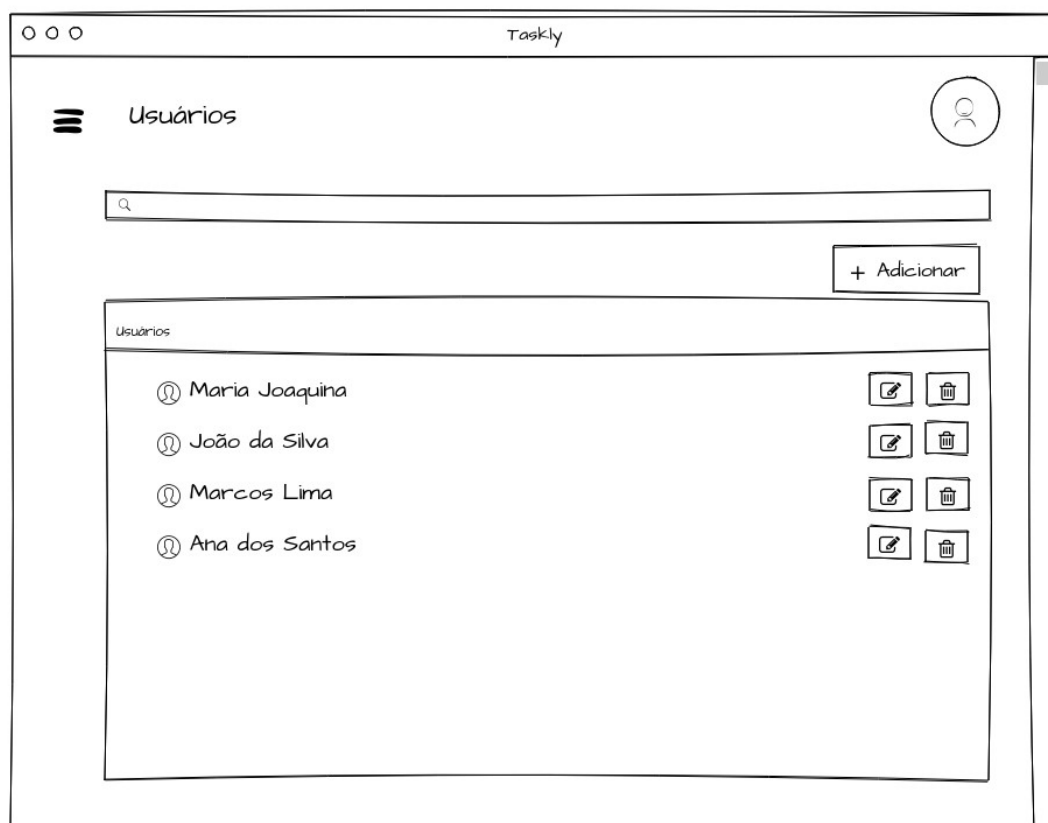 Taskly
Usuários
+ Adicionar
Usuários
Maria Joaquina
João da Silva
Marcos Lima
Ana dos Santos